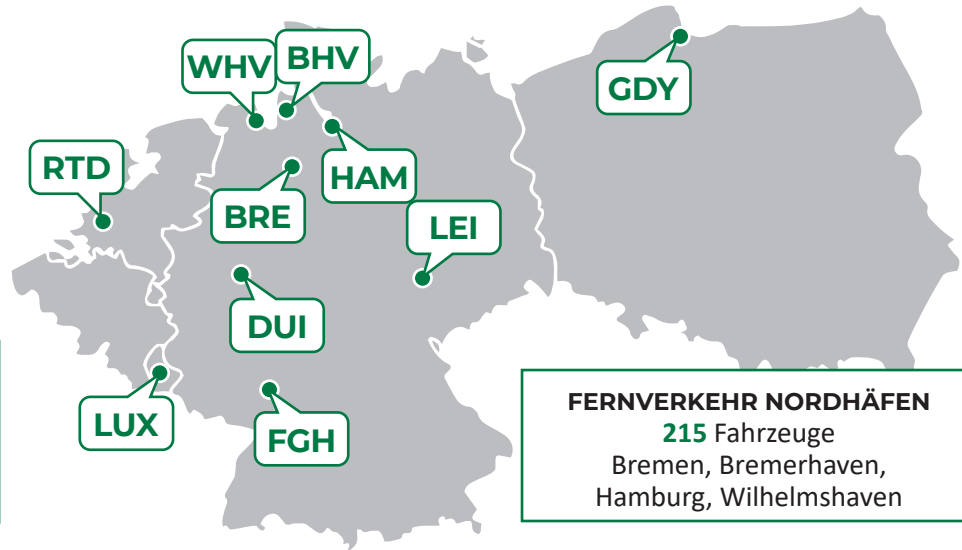 WHV
BHV
GDY
RTD
HAM
BRE
LEI
DUI
LUX
FGH
FERNVERKEHR NORDHÄFEN
215 Fahrzeuge
Bremen, Bremerhaven,
Hamburg, Wilhelmshaven